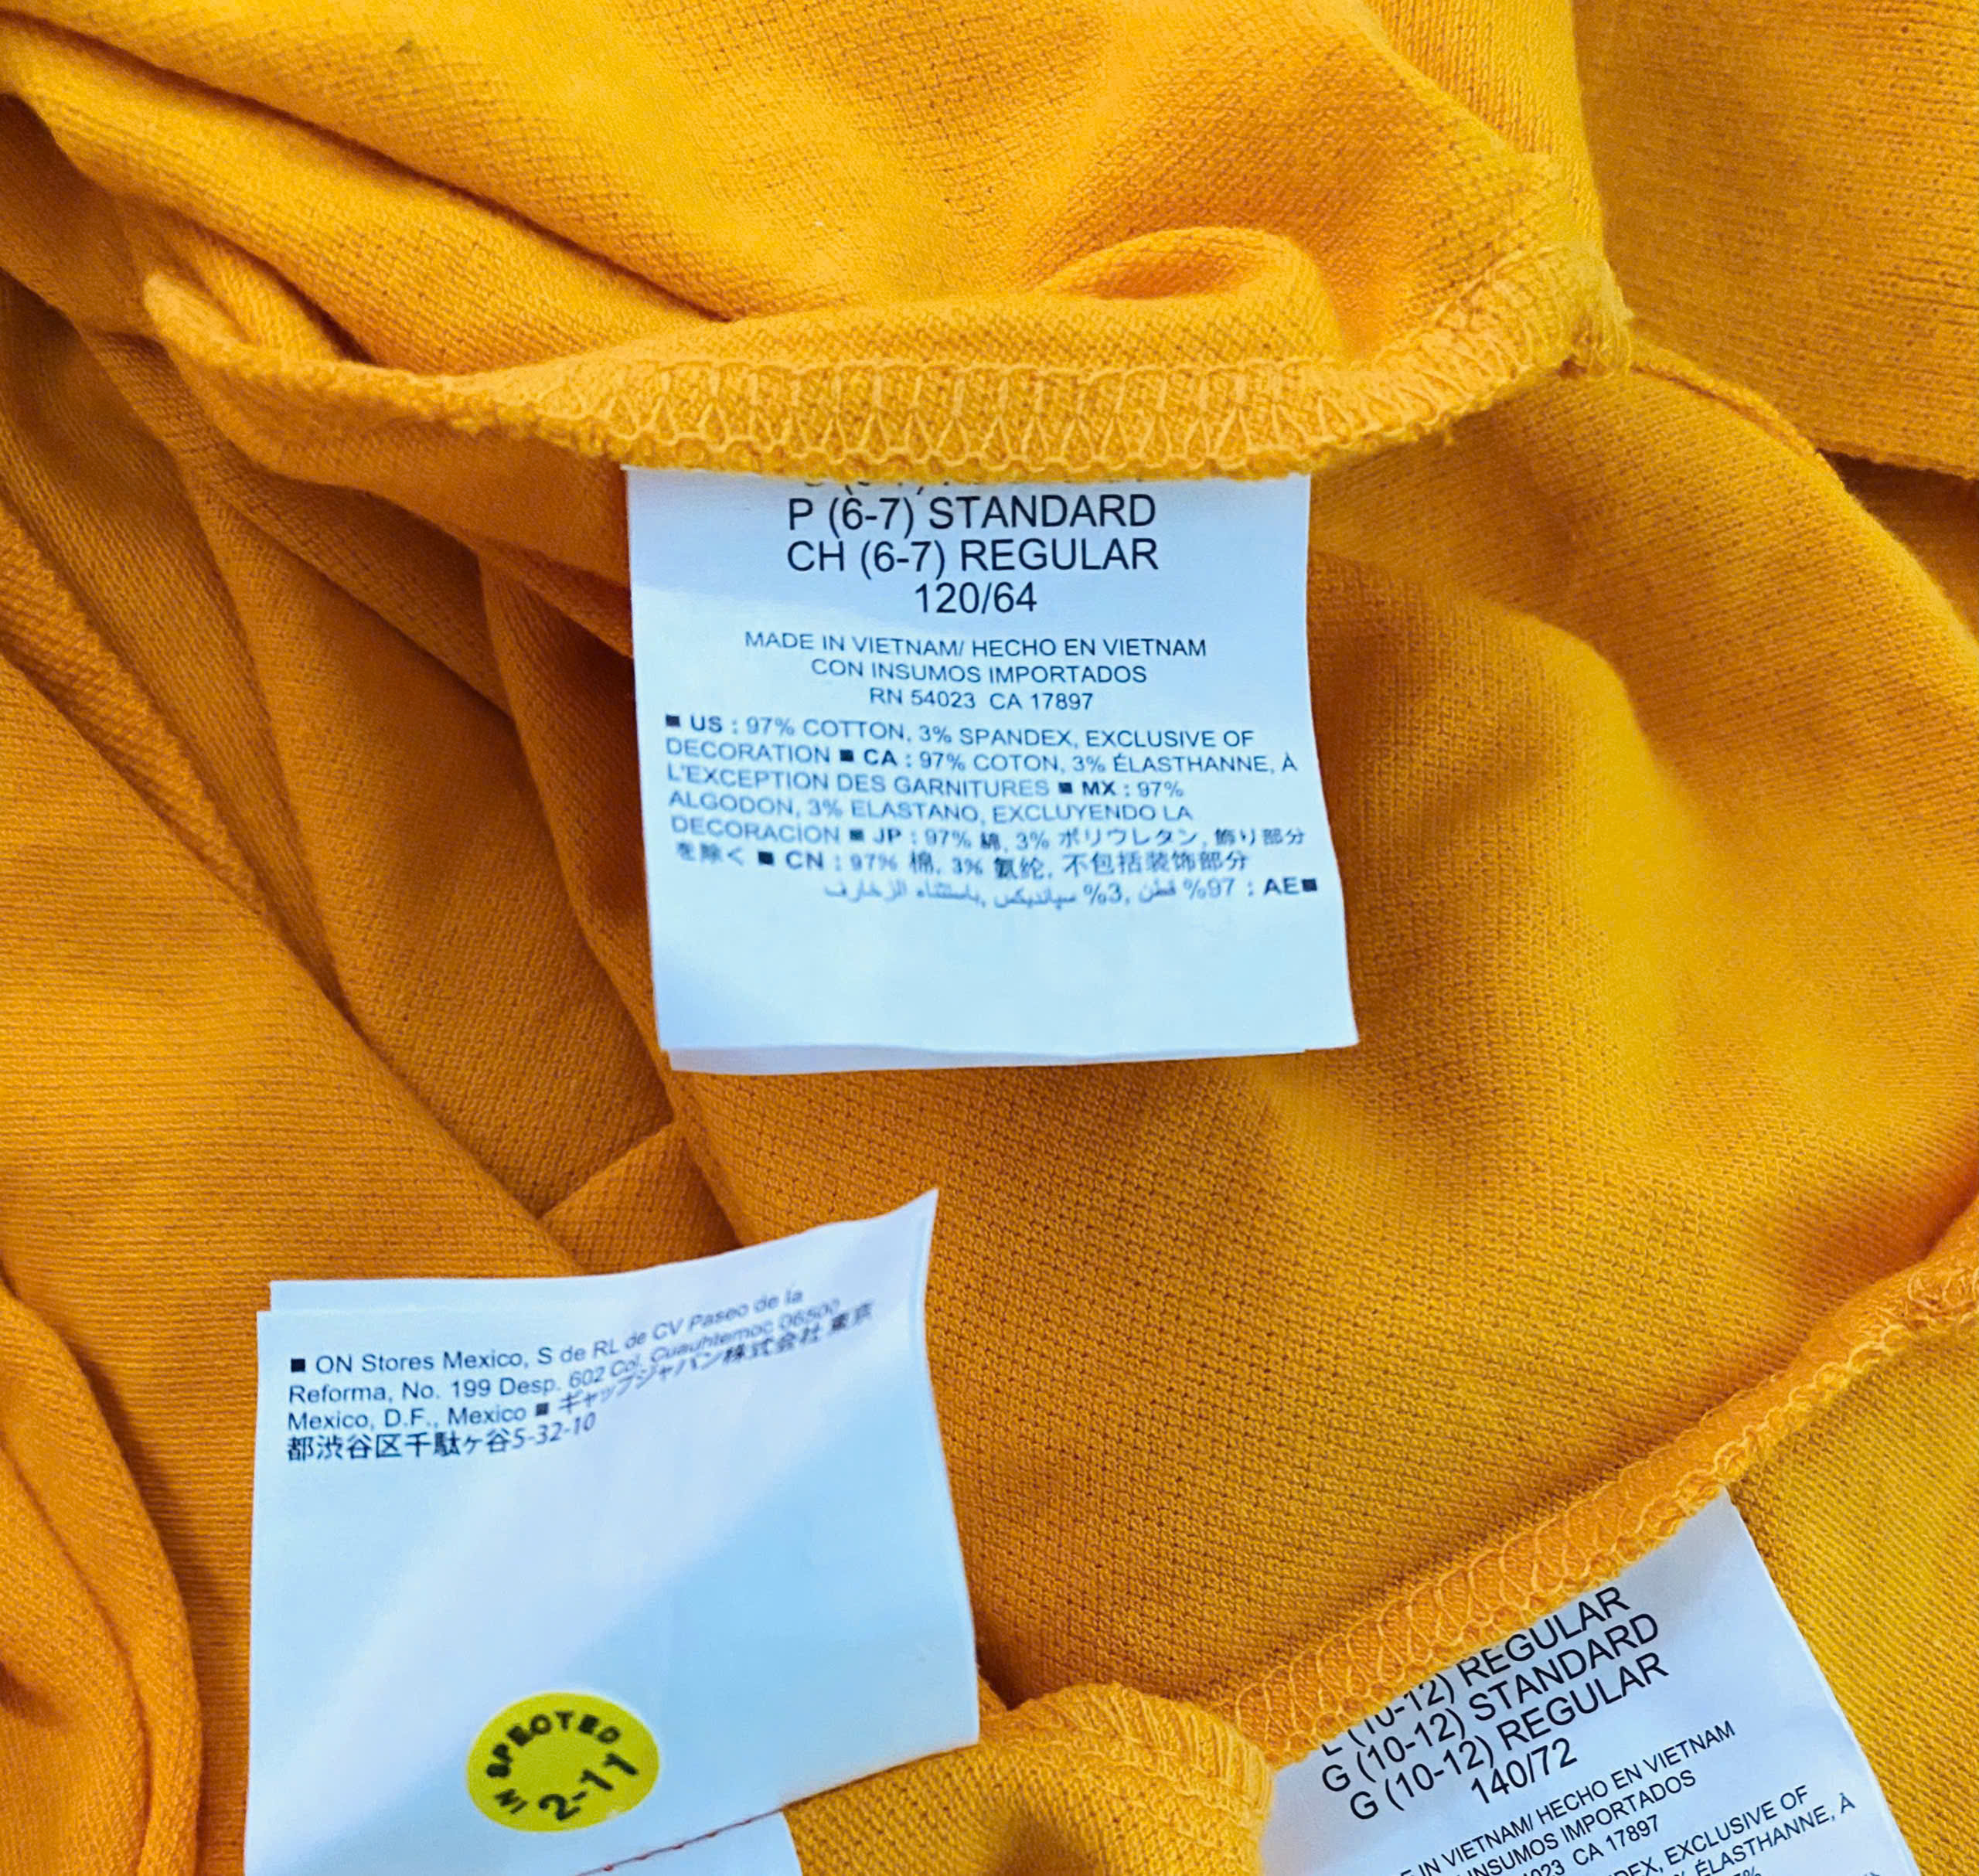 P (6-7) STANDARD
CH (6-7) REGULAR
120/64
MADE IN VIETNAM/ HECHO EN VIETNAM
CON INSUMOS IMPORTADOS
RN 54023 CA 17897
■ US : 97% COTTON, 3% SPANDEX, EXCLUSIVE OF
DECORATION ■ CA : 97% COTON, 3% ÉLASTHANNE, À
L'EXCEPTION DES GARNITURES ■ MX : 97%
ALGODON, 3% ELASTANO, EXCLUYENDO LA
DECORACIÓN ■ JP : 97% 綿, 3% ポリウレタン, 飾り部分
を除く ■ CN : 97% 棉, 3% 氨纶, 不包括装饰部分
■AE : 97% قطن, 3% سباندیکس, باستثناء الزخارف
■ ON Stores Mexico, S de RL de CV Paseo de la
Reforma, No. 199 Desp. 602 Col. Cuauhtemoc 06500
Mexico, D.F., Mexico ■ ギャップジャパン株式会社 東京
都渋谷区千駄ヶ谷5-32-10
INSPECTED
2-11
L (10-12) REGULAR
G (10-12) STANDARD
G (10-12) REGULAR
140/72
IN VIETNAM/ HECHO EN VIETNAM
INSUMOS IMPORTADOS
023 CA 17897
DEX, EXCLUSIVE OF
ÉLASTHANNE, À